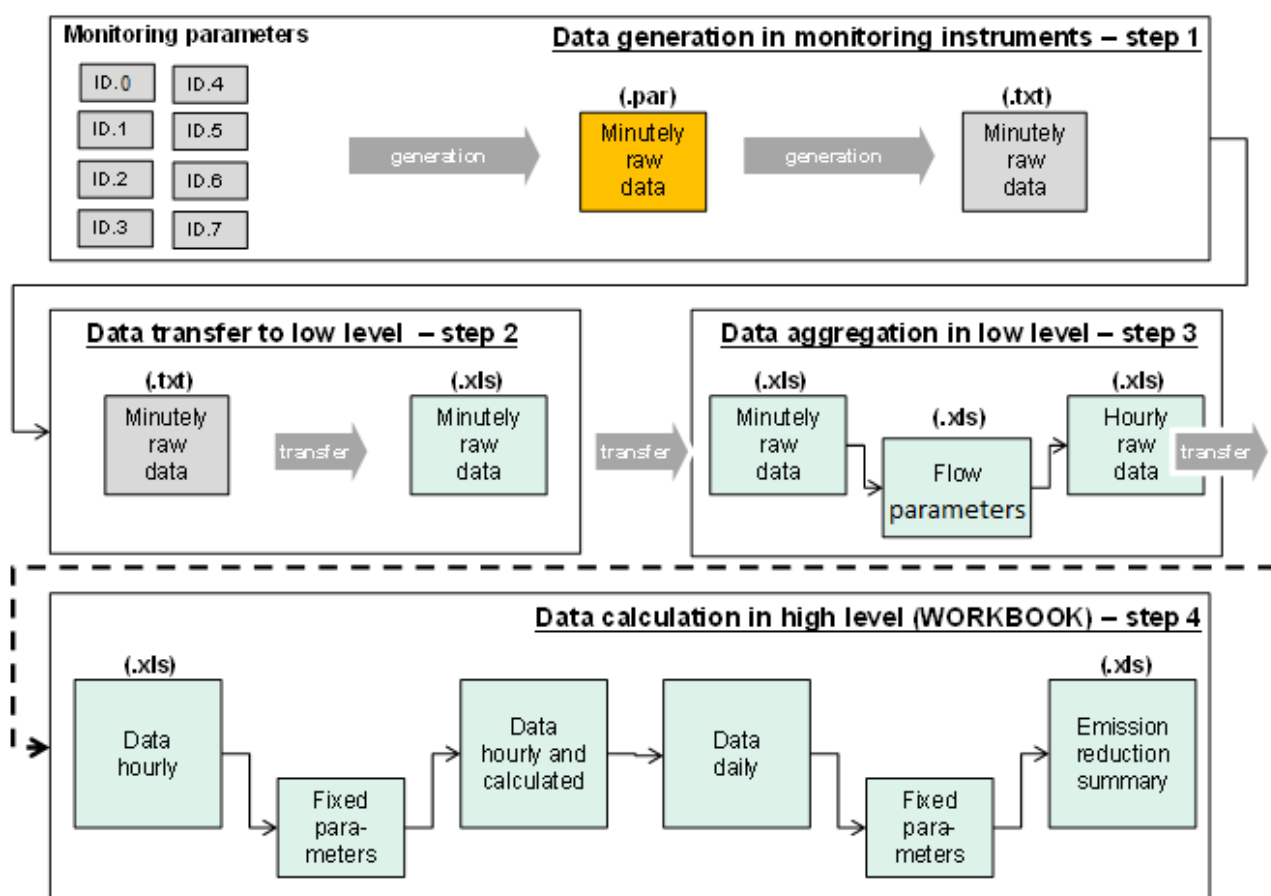 Monitoring parameters
Data generation in monitoring instruments – step 1
ID.0
ID.4
ID.1
ID.5
ID.2
ID.6
ID.3
ID.7
generation
(.par)
Minutely
raw
data
generation
(.txt)
Minutely
raw
data
Data transfer to low level – step 2
(.txt)
Minutely
raw
data
transfer
(.xls)
Minutely
raw
data
transfer
Data aggregation in low level – step 3
(.xls)
Minutely
raw
data
(.xls)
Flow
parameters
(.xls)
Hourly
raw
data
transfer
Data calculation in high level (WORKBOOK) – step 4
(.xls)
Data
hourly
Fixed
para-
meters
Data
hourly and
calculated
Data
daily
Fixed
para-
meters
(.xls)
Emission
reduction
summary